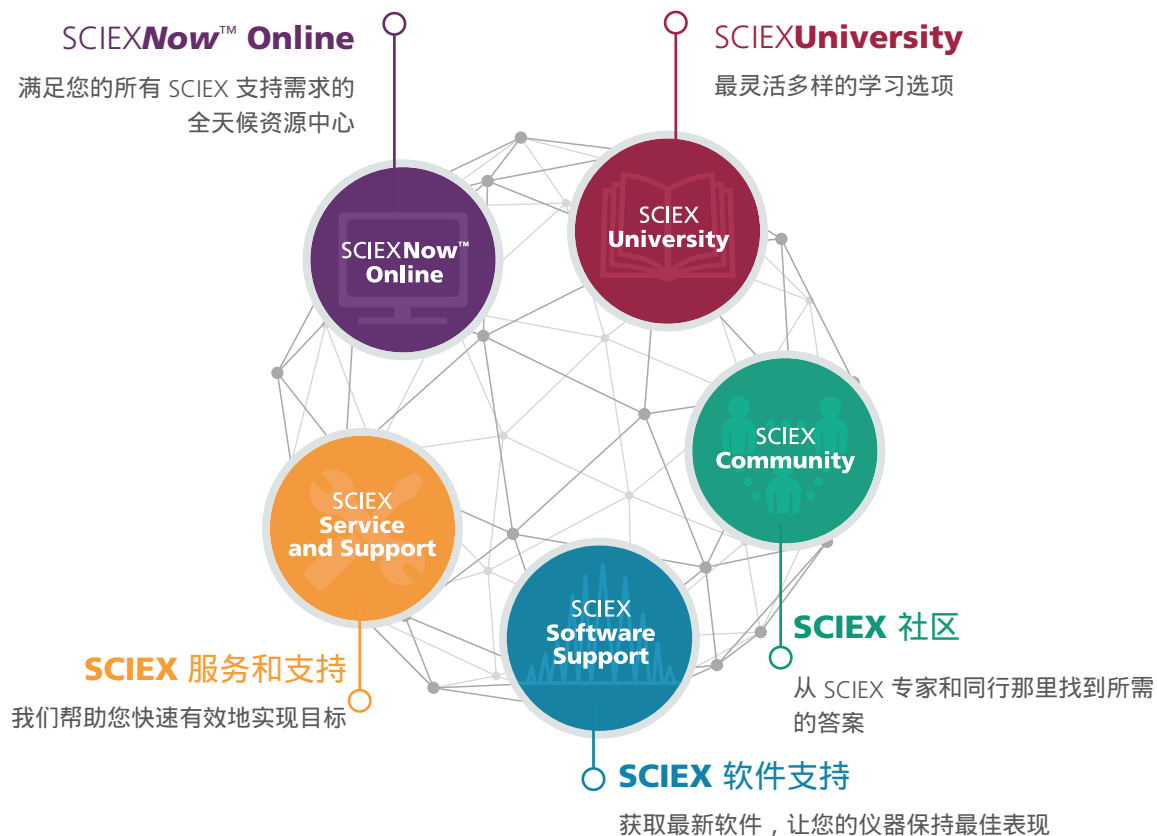 SCIEXNow™ Online
满足您的所有 SCIEX 支持需求的
全天候资源中心
SCIEXUniversity
最灵活多样的学习选项
SCIEXNow™
Online
SCIEX
University
SCIEX
Community
SCIEX
Service
and Support
SCIEX
Software
Support
SCIEX 服务和支持
我们帮助您快速有效地实现目标
SCIEX 社区
从 SCIEX 专家和同行那里找到所需
的答案
SCIEX 软件支持
获取最新软件，让您的仪器保持最佳表现